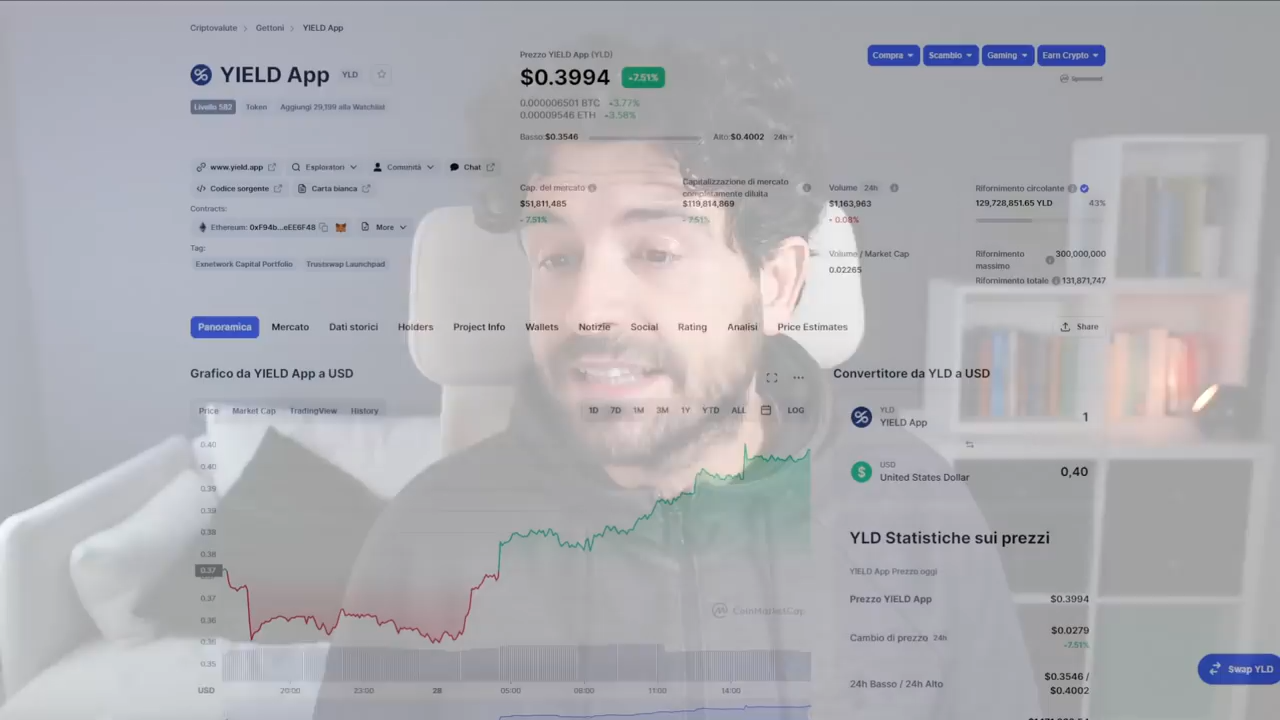 Criptovalute > Gettoni > YIELD App
YIELD App YLD
Livello 582 Token Aggiungi 29,199 alla Watchlist
Prezzo YIELD App (YLD)
$0.3994 7.51%
0.000006501 BTC 3.77%
0.00009546 ETH 3.58%
Basso:$0.3546 Alto:$0.4002 24h
Compra Scambio Gaming Earn Crypto
Sponsored
www.yield.app Esploratori Comunità Chat
Codice sorgente Carta bianca
Contracts:
Ethereum: 0xF94b...eEE6F48 More
Tag:
Exnetwork Capital Portfolio Trustswap Launchpad
Cap. del mercato
$51,811,485
7.51%
Capitalizzazione di mercato
completamente diluita
$119,814,869
7.51%
Volume 24h
$1,163,963
0.08%
Volume / Market Cap
0.02265
Rifornimento circolante
129,728,851.65 YLD 43%
Rifornimento
massimo
300,000,000
Rifornimento totale 131,871,747
Panoramica Mercato Dati storici Holders Project Info Wallets Notizie Social Rating Analisi Price Estimates
Share
Grafico da YIELD App a USD
Price Market Cap TradingView History
1D 7D 1M 3M 1Y YTD ALL LOG
0.40
0.40
0.39
0.39
0.38
0.38
0.37
0.37
0.36
0.36
0.35
CoinMarketCap
USD 20:00 23:00 28 05:00 08:00 11:00 14:00
Convertitore da YLD a USD
YLD
YIELD App 1
USD
United States Dollar 0,40
YLD Statistiche sui prezzi
YIELD App Prezzo oggi
Prezzo YIELD App $0.3994
Cambio di prezzo 24h $0.0279
7.51%
24h Basso / 24h Alto $0.3546 /
$0.4002
Swap YLD